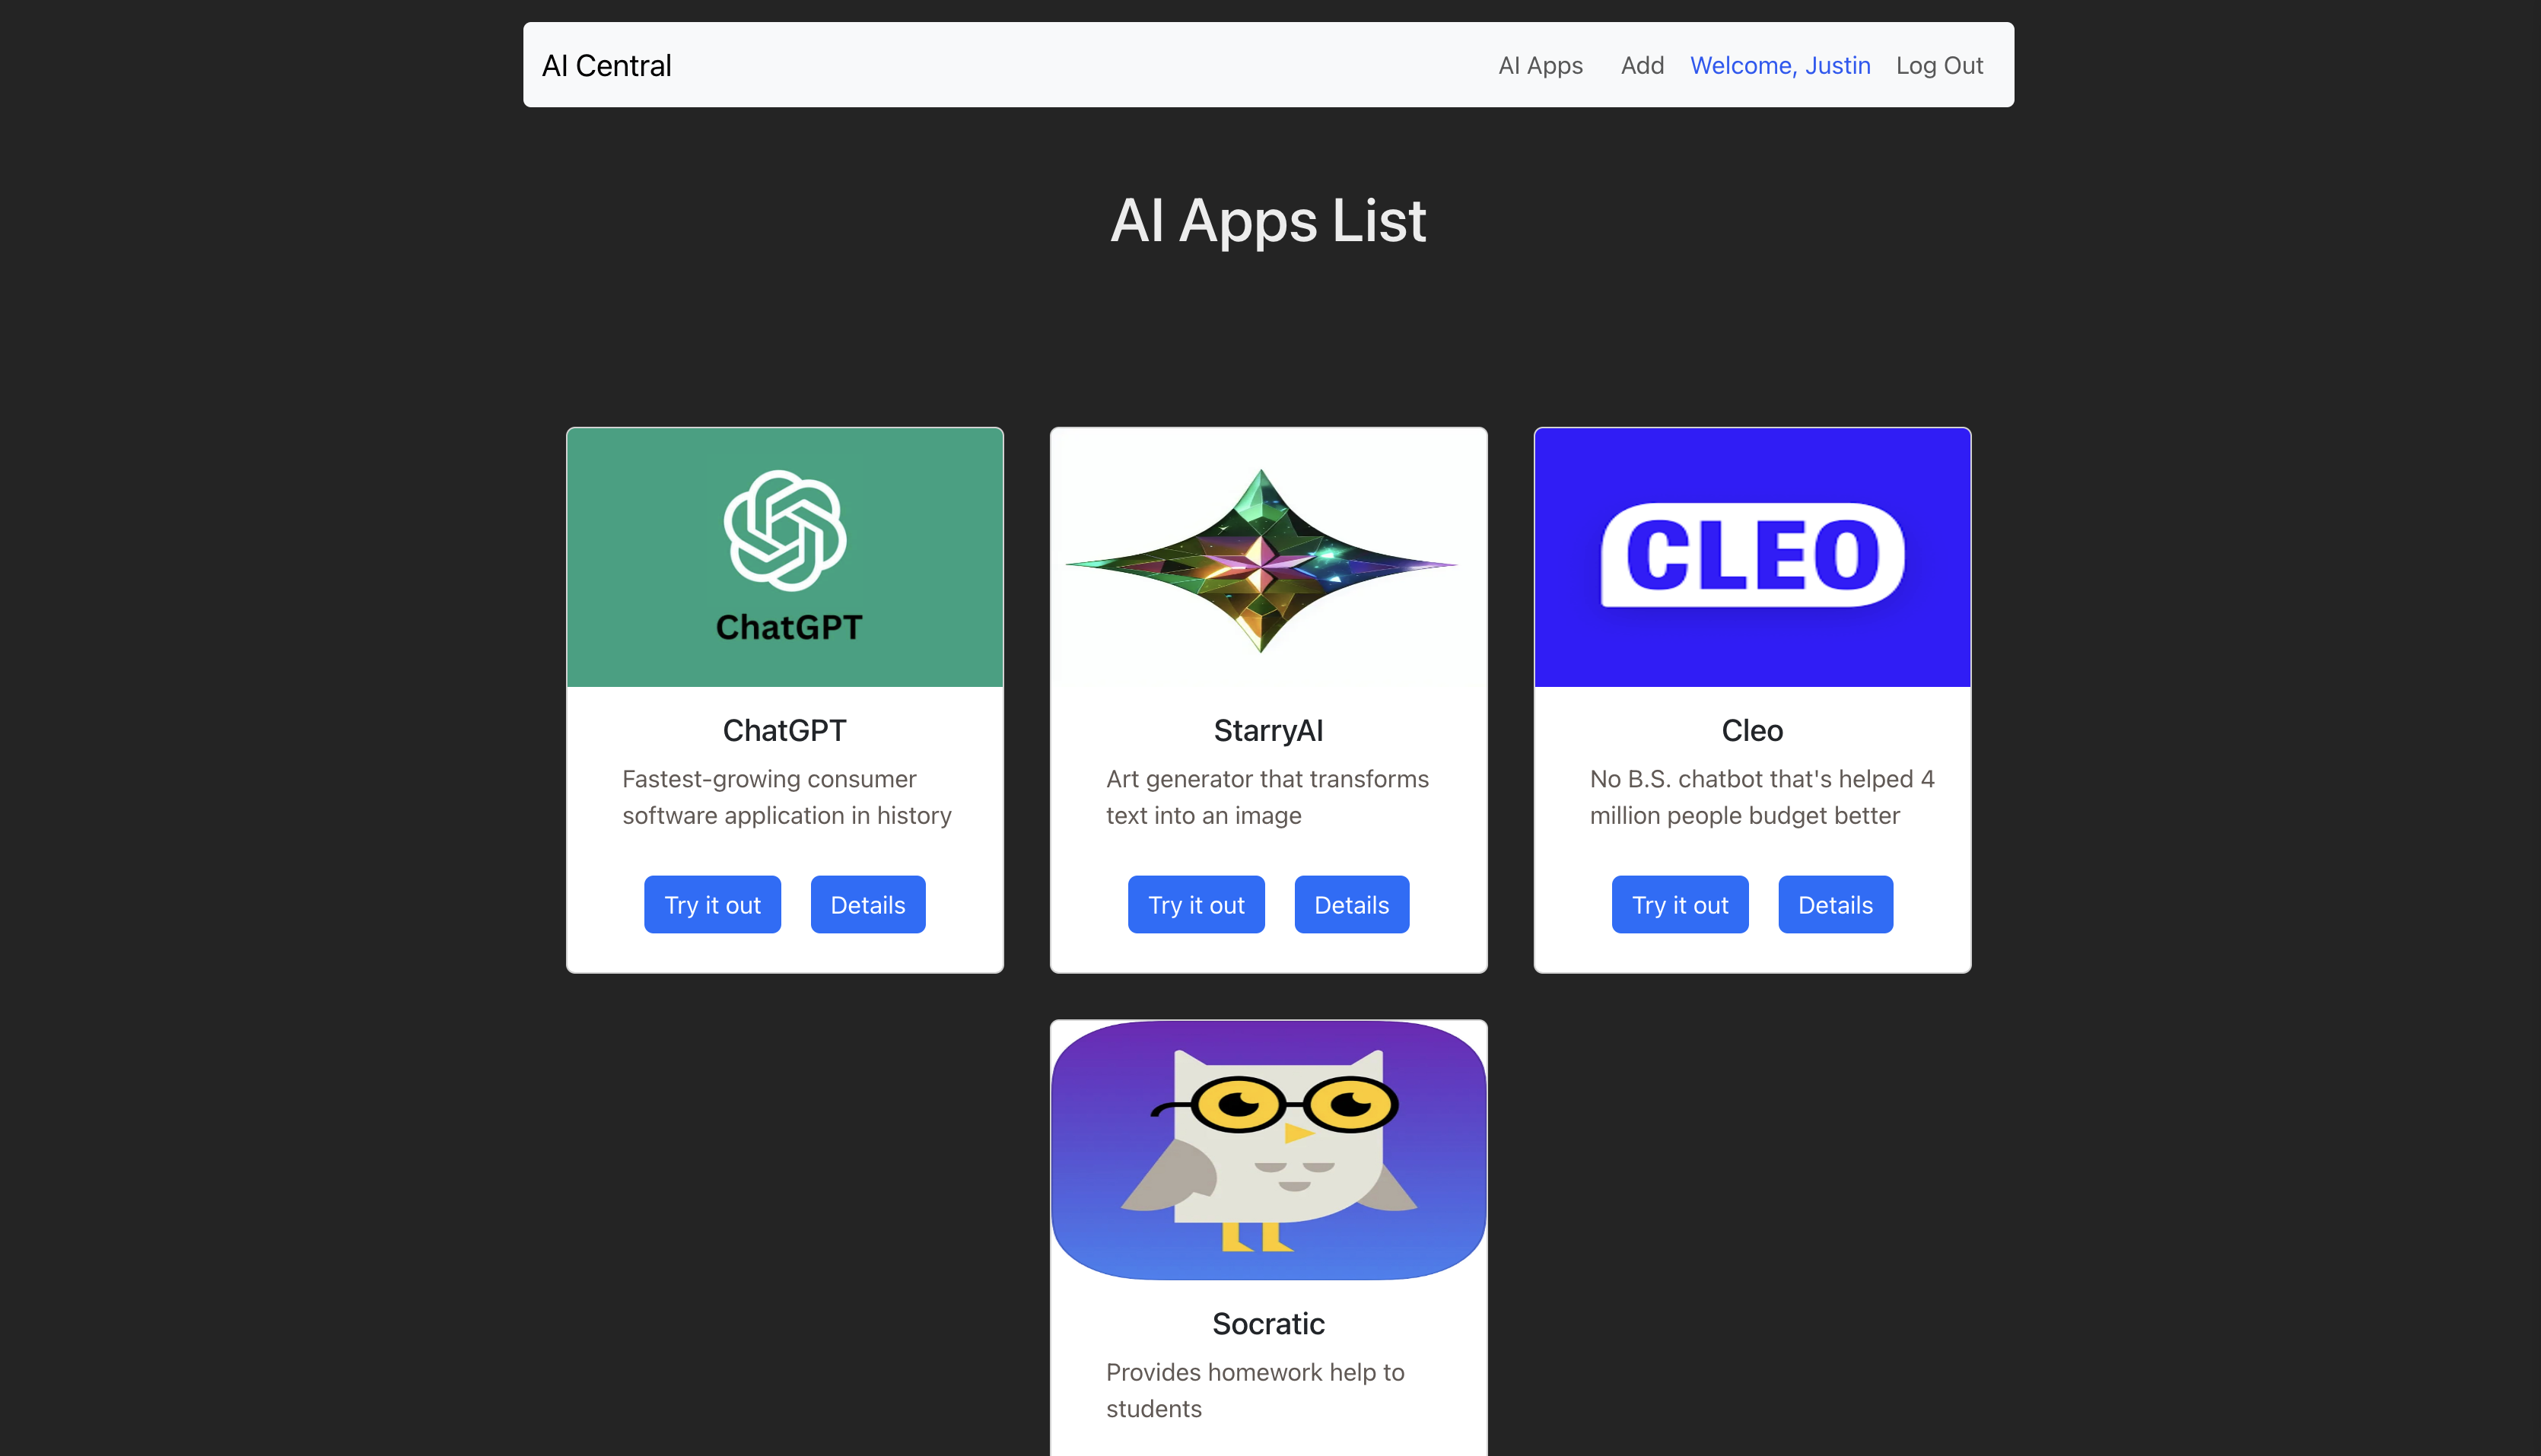 AI Central
AI Apps Add Welcome, Justin Log Out
AI Apps List
ChatGPT
ChatGPT
Fastest-growing consumer
software application in history
Try it out Details
StarryAI
Art generator that transforms
text into an image
Try it out Details
CLEO
Cleo
No B.S. chatbot that's helped 4
million people budget better
Try it out Details
Socratic
Provides homework help to
students